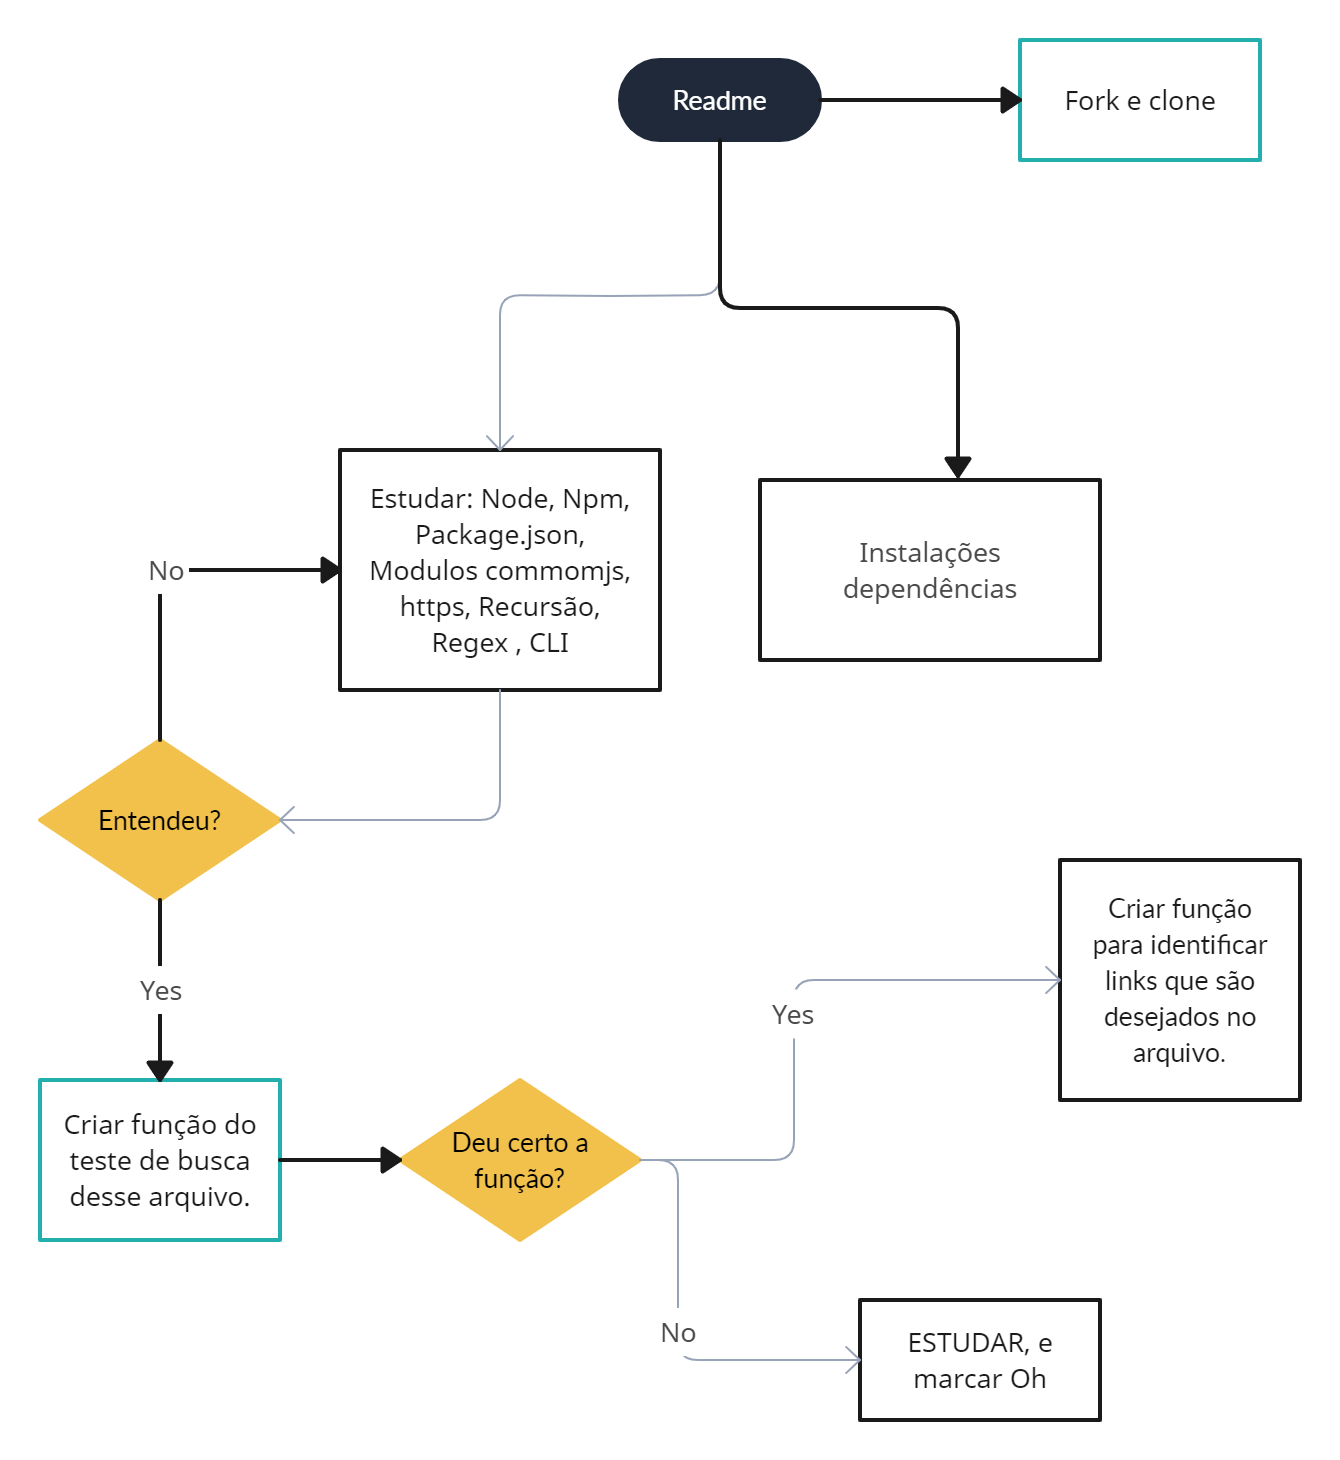 Readme
Fork e clone
Estudar: Node, Npm,
Package.json,
Modulos commomjs,
https, Recursão,
Regex , CLI
Instalações
dependências
No
Entendeu?
Yes
Criar função do
teste de busca
desse arquivo.
Deu certo a
função?
Yes
Criar função
para identificar
links que são
desejados no
arquivo.
No
ESTUDAR, e
marcar Oh